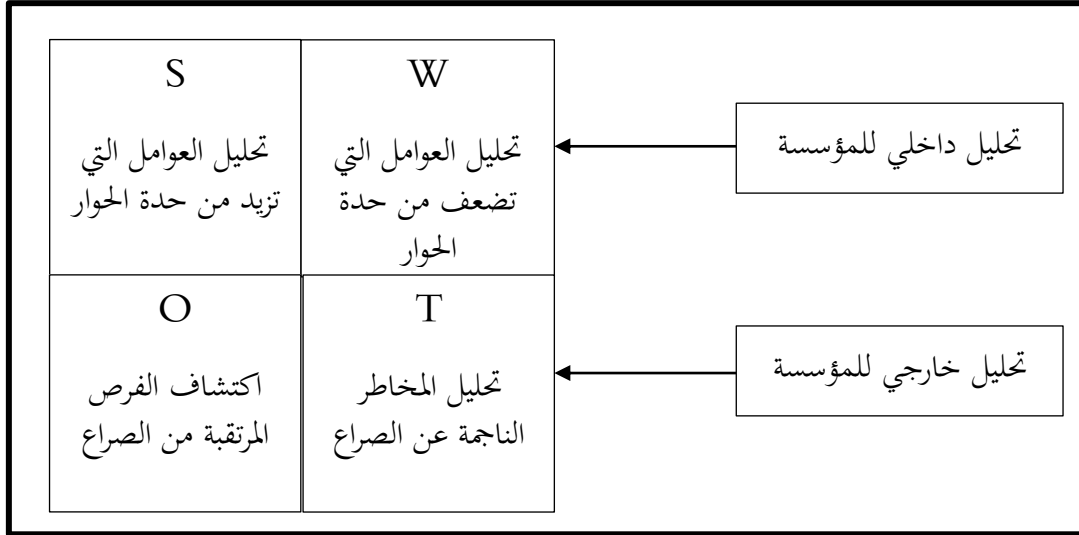 S
تحليل العوامل التي
تزيد من حدة الحوار
W
تحليل العوامل التي
تضعف من حدة
الحوار
تحليل داخلي للمؤسسة
O
اكتشاف الفرص
المرتقبة من الصراع
T
تحليل المخاطر
الناجمة عن الصراع
تحليل خارجي للمؤسسة